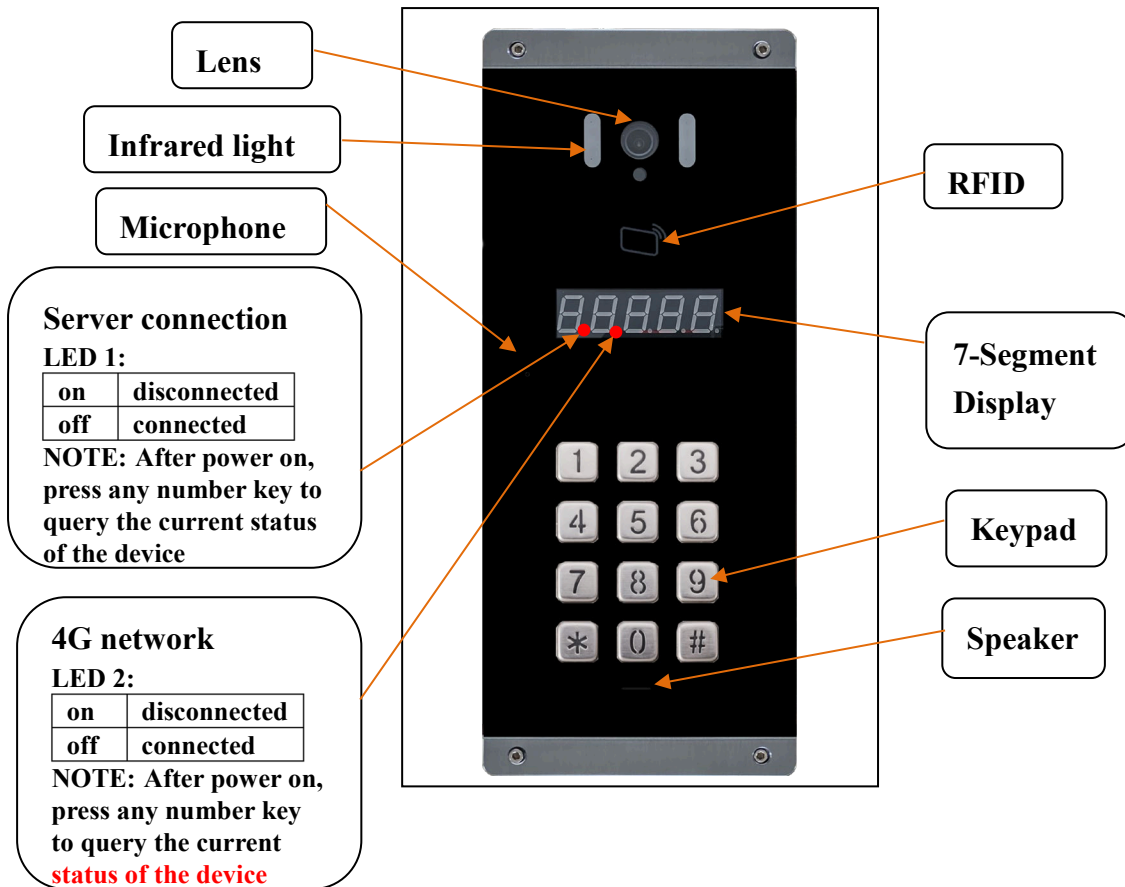 Lens
Infrared light
Microphone
Server connection
LED 1:
on disconnected
off connected
NOTE: After power on,
press any number key to
query the current status
of the device
4G network
LED 2:
on disconnected
off connected
NOTE: After power on,
press any number key
to query the current
status of the device
RFID
7-Segment
Display
Keypad
Speaker
88888
1 2 3
4 5 6
7 8 9
* 0 #